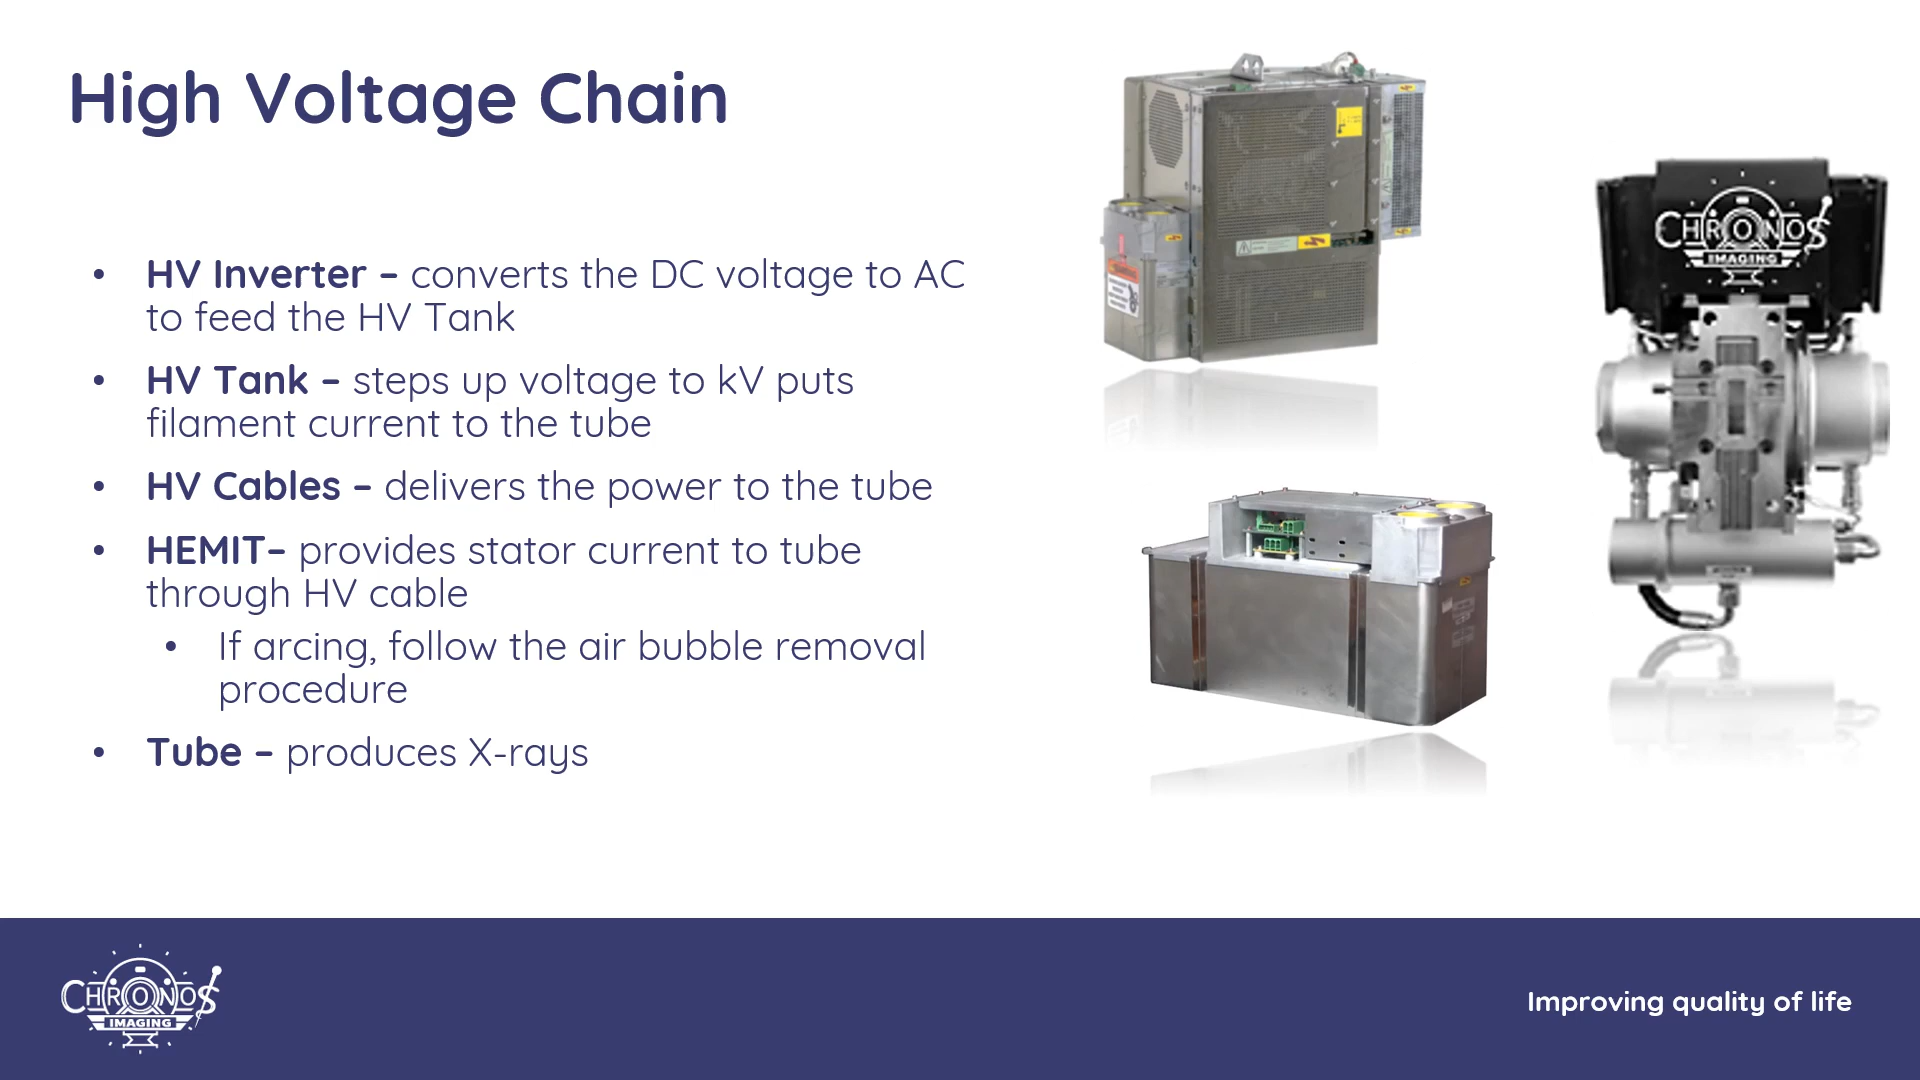 High Voltage Chain
• HV Inverter – converts the DC voltage to AC
to feed the HV Tank
• HV Tank – steps up voltage to kV puts
filament current to the tube
• HV Cables – delivers the power to the tube
• HEMIT– provides stator current to tube
through HV cable
• If arcing, follow the air bubble removal
procedure
• Tube – produces X-rays
CHRONOS
IMAGING
CHRONOS
IMAGING
Improving quality of life